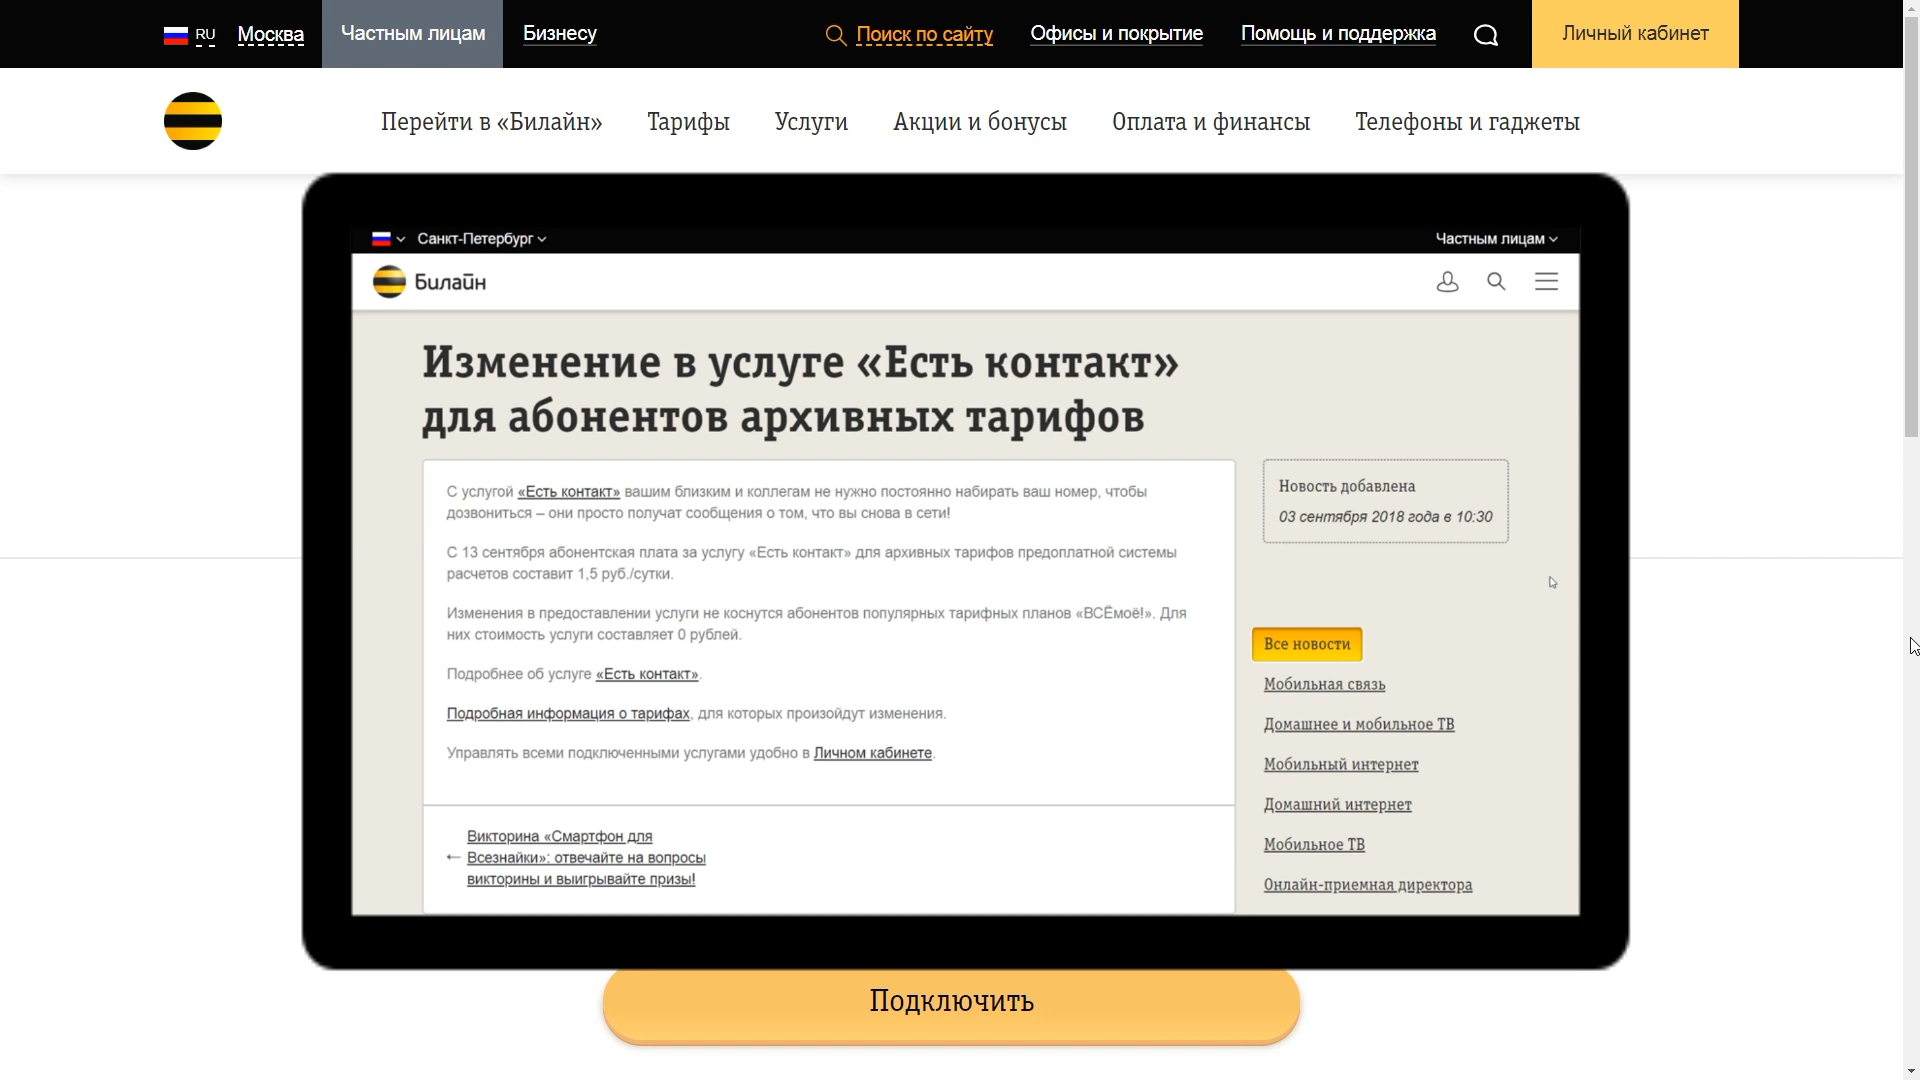 RU Москва Частным лицам Бизнесу Поиск по сайту Офисы и покрытие Помощь и поддержка Личный кабинет
Перейти в «Билайн» Тарифы Услуги Акции и бонусы Оплата и финансы Телефоны и гаджеты
Санкт-Петербург Частным лицам
Билайн
Изменение в услуге «Есть контакт»
для абонентов архивных тарифов
С услугой «Есть контакт» вашим близким и коллегам не нужно постоянно набирать ваш номер, чтобы
дозвониться – они просто получат сообщения о том, что вы снова в сети!
С 13 сентября абонентская плата за услугу «Есть контакт» для архивных тарифов предоплатной системы
расчетов составит 1,5 руб./сутки.
Изменения в предоставлении услуги не коснутся абонентов популярных тарифных планов «ВСЁмоё!». Для
них стоимость услуги составляет 0 рублей.
Подробнее об услуге «Есть контакт».
Подробная информация о тарифах, для которых произойдут изменения.
Управлять всеми подключенными услугами удобно в Личном кабинете.
Викторина «Смартфон для
← Всезнайки»: отвечайте на вопросы
викторины и выигрывайте призы!
Новость добавлена
03 сентября 2018 года в 10:30
Все новости
Мобильная связь
Домашнее и мобильное ТВ
Мобильный интернет
Домашний интернет
Мобильное ТВ
Онлайн-приемная директора
Подключить